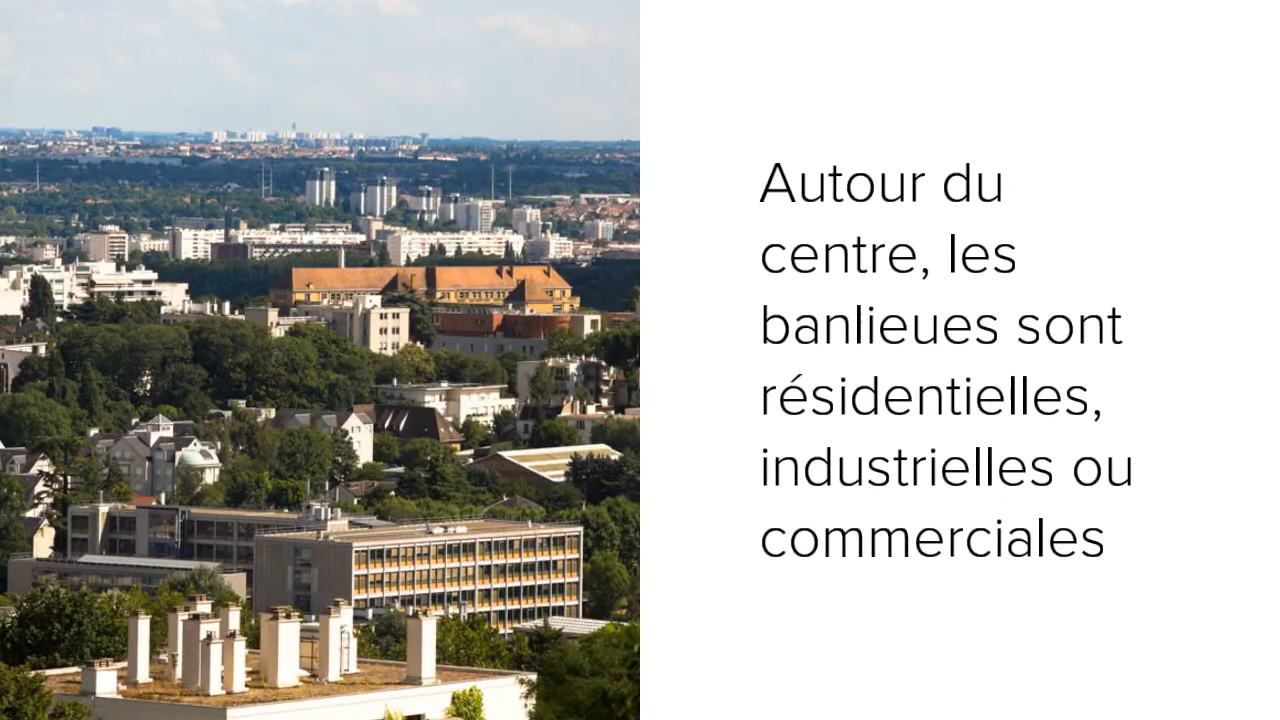 Autour du
centre, les
banlieues sont
résidentielles,
industrielles ou
commerciales